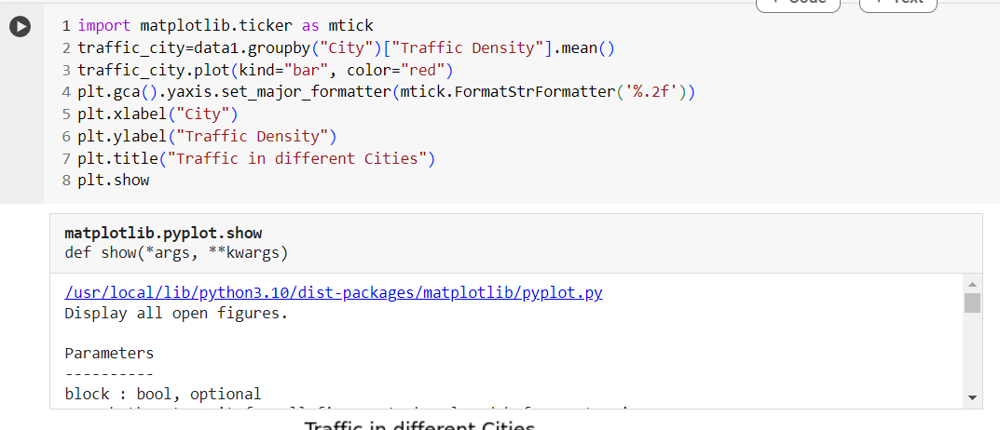 + Code + Text
1 import matplotlib.ticker as mtick
2 traffic_city=data1.groupby("City")["Traffic Density"].mean()
3 traffic_city.plot(kind="bar", color="red")
4 plt.gca().yaxis.set_major_formatter(mtick.FormatStrFormatter('%.2f'))
5 plt.xlabel("City")
6 plt.ylabel("Traffic Density")
7 plt.title("Traffic in different Cities")
8 plt.show
matplotlib.pyplot.show
def show(*args, **kwargs)
/usr/local/lib/python3.10/dist-packages/matplotlib/pyplot.py
Display all open figures.
Parameters
----------
block : bool, optional
Traffic in different Cities